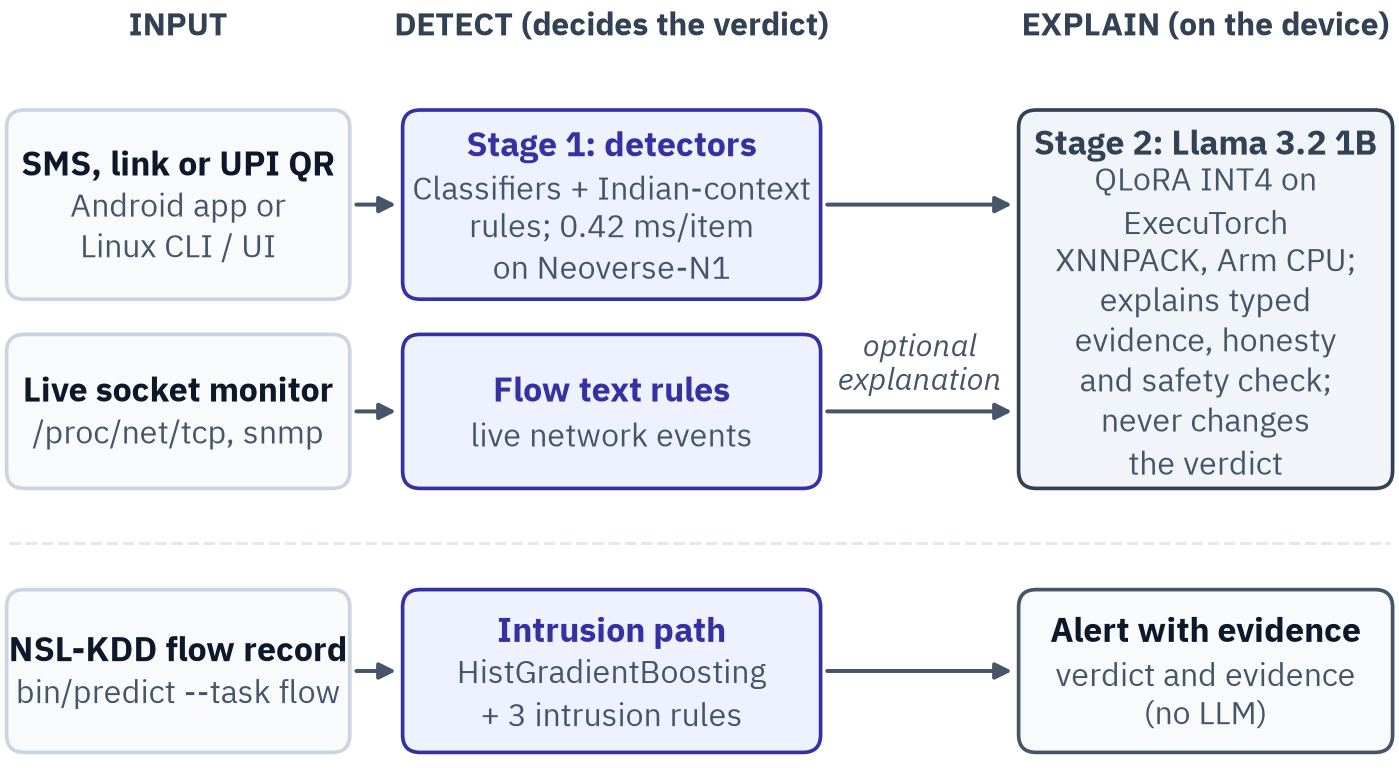 INPUT
DETECT (decides the verdict)
EXPLAIN (on the device)
SMS, link or UPI QR
Android app or
Linux CLI / UI
Stage 1: detectors
Classifiers + Indian-context
rules; 0.42 ms/item
on Neoverse-N1
Stage 2: Llama 3.2 1B
QLoRA INT4 on
ExecuTorch
XNNPACK, Arm CPU;
explains typed
evidence, honesty
and safety check;
never changes
the verdict
Live socket monitor
/proc/net/tcp, snmp
Flow text rules
live network events
optional
explanation
NSL-KDD flow record
bin/predict --task flow
Intrusion path
HistGradientBoosting
+ 3 intrusion rules
Alert with evidence
verdict and evidence
(no LLM)